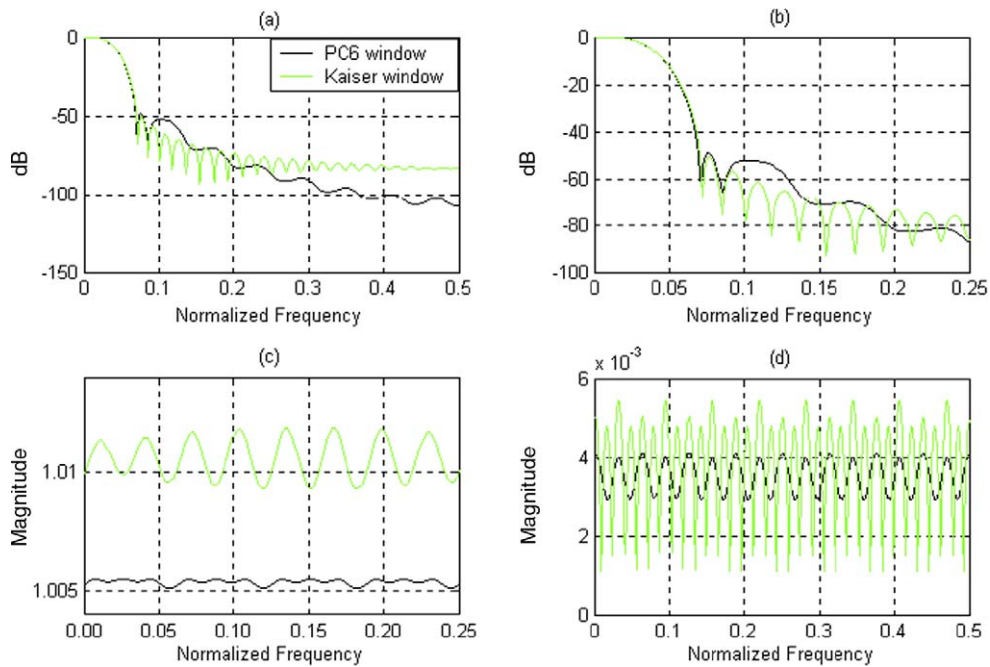 (a)
0
-50
-100
-150
dB
PC6 window
Kaiser window
0 0.1 0.2 0.3 0.4 0.5
Normalized Frequency
(b)
0
-20
-40
-60
-80
-100
dB
0 0.05 0.1 0.15 0.2 0.25
Normalized Frequency
(c)
1.01
1.005
Magnitude
0.00 0.05 0.10 0.15 0.20 0.25
Normalized Frequency
(d)
x 10-3
6
4
2
0
Magnitude
0 0.1 0.2 0.3 0.4 0.5
Normalized Frequency